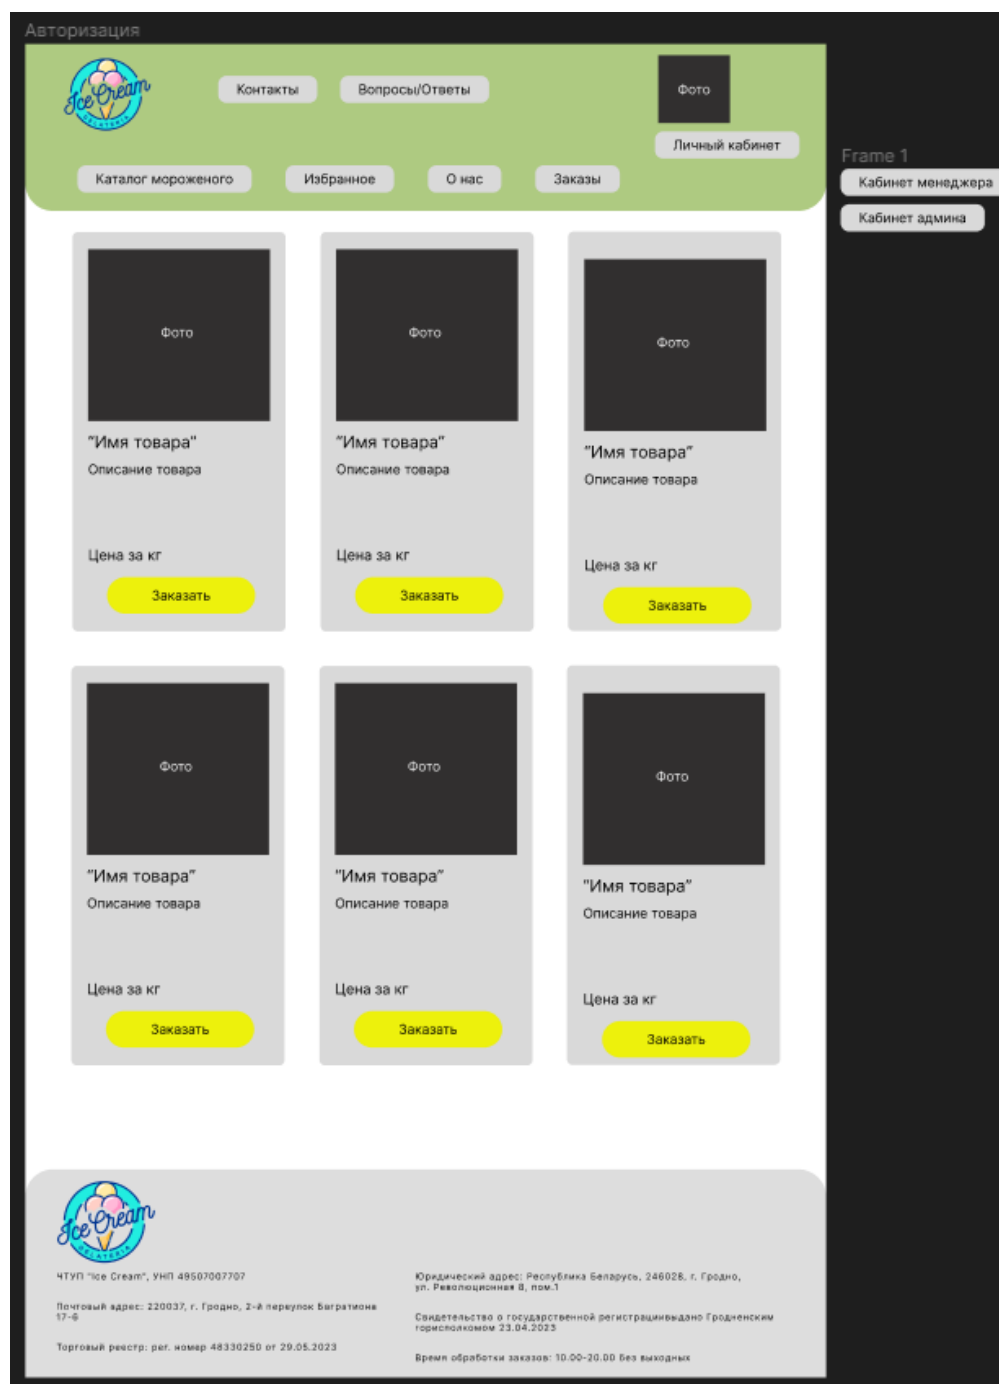 Авторизация
Ice Cream
GELATERIA
Контакты
Вопросы/Ответы
Фото
Личный кабинет
Каталог мороженого
Избранное
О нас
Заказы
Frame 1
Кабинет менеджера
Кабинет админа
Фото
Фото
Фото
"Имя товара"
"Имя товара"
"Имя товара"
Описание товара
Описание товара
Описание товара
Цена за кг
Цена за кг
Цена за кг
Заказать
Заказать
Заказать
Фото
Фото
Фото
"Имя товара"
"Имя товара"
"Имя товара"
Описание товара
Описание товара
Описание товара
Цена за кг
Цена за кг
Цена за кг
Заказать
Заказать
Заказать
Ice Cream
GELATERIA
ЧТУП "Ice Cream", УНП 49507007707
Почтовый адрес: 220037, г. Гродно, 2-й переулок Багратиона
17-6
Торговый реестр: рег. номер 48330250 от 29.05.2023
Юридический адрес: Республика Беларусь, 246028, г. Гродно,
ул. Революционная 8, пом.1
Свидетельство о государственной регистрациивыдано Гродненским
горисполкомом 23.04.2023
Время обработки заказов: 10.00-20.00 без выходных